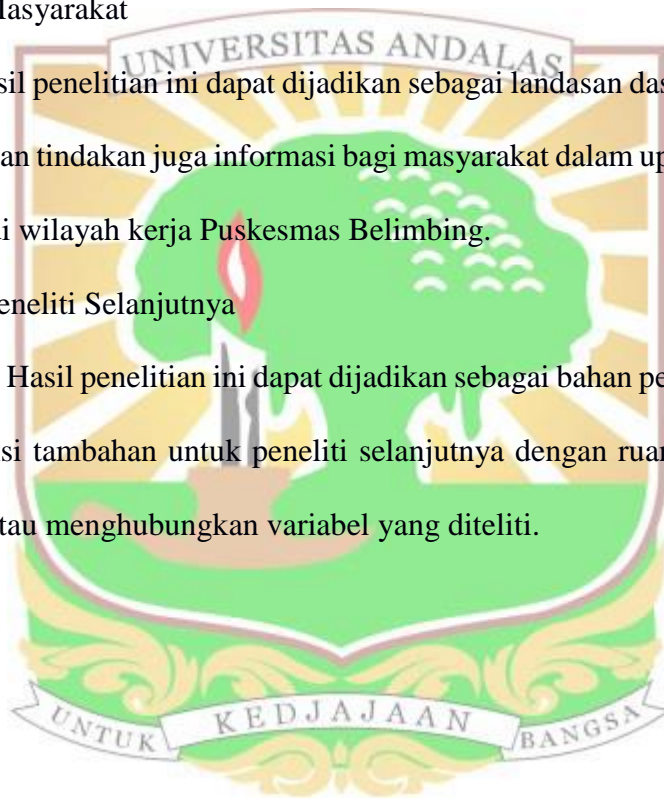 Masyarakat
UNIVERSITAS ANDALAS
sil penelitian ini dapat dijadikan sebagai landasan das
an tindakan juga informasi bagi masyarakat dalam up
i wilayah kerja Puskesmas Belimbing.
eneliti Selanjutnya
Hasil penelitian ini dapat dijadikan sebagai bahan pe
si tambahan untuk peneliti selanjutnya dengan ruan
tau menghubungkan variabel yang diteliti.
UNTUK KEDJAJAAN BANGSA